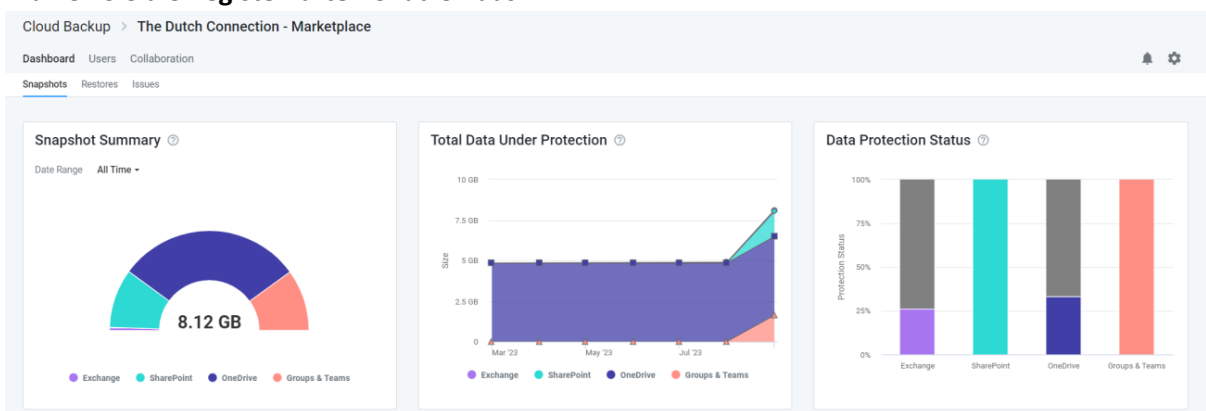 Cloud Backup > The Dutch Connection - Marketplace
Dashboard Users Collaboration
Snapshots Restores Issues
Snapshot Summary ?
Date Range All Time
8.12 GB
Exchange SharePoint OneDrive Groups & Teams
Total Data Under Protection ?
10 GB
7.5 GB
5 GB
2.5 GB
0
Size
Mar '23 May '23 Jul '23
Exchange SharePoint OneDrive Groups & Teams
Data Protection Status ?
100%
75%
50%
25%
0%
Protection Status
Exchange SharePoint OneDrive Groups & Teams